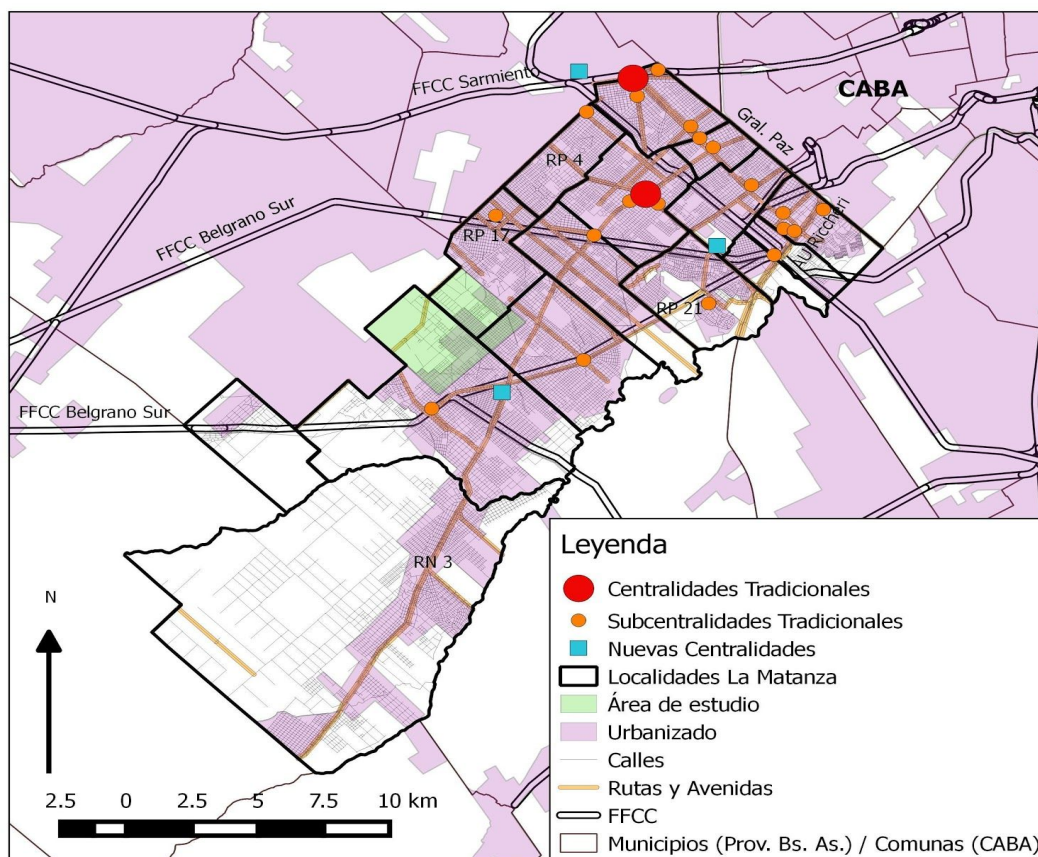 CABA
FFCC Sarmiento
Gral. Paz
RP 4
FFCC Belgrano Sur
RP 17
AU Riccheri
RP 21
FFCC Belgrano Sur
RN 3
N
2.5 0 2.5 5 7.5 10 km
Leyenda
Centralidades Tradicionales
Subcentralidades Tradicionales
Nuevas Centralidades
Localidades La Matanza
Área de estudio
Urbanizado
Calles
Rutas y Avenidas
FFCC
Municipios (Prov. Bs. As.) / Comunas (CABA)